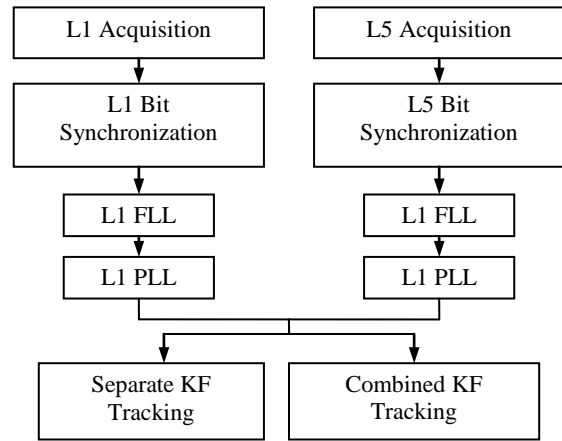 L1 Acquisition
L5 Acquisition
L1 Bit
Synchronization
L5 Bit
Synchronization
L1 FLL
L1 FLL
L1 PLL
L1 PLL
Separate KF
Tracking
Combined KF
Tracking